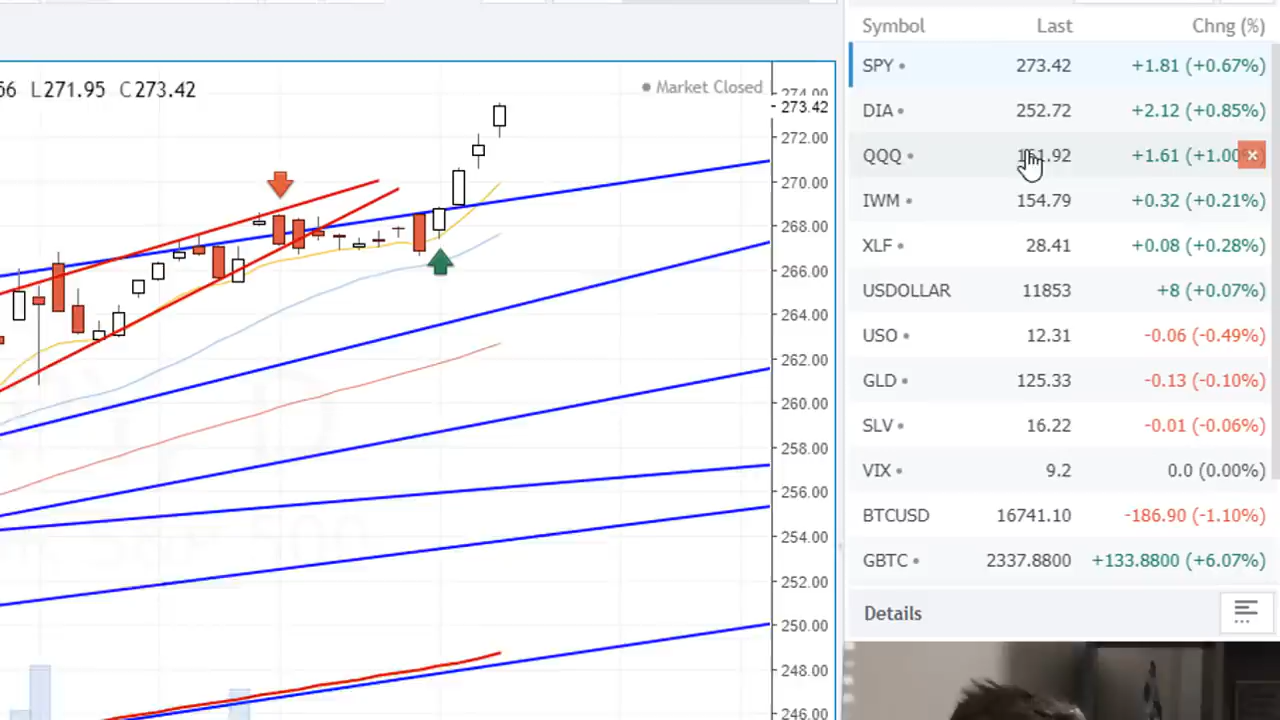 66 L271.95 C273.42
Market Closed
274.00
273.42
272.00
270.00
268.00
266.00
264.00
262.00
260.00
258.00
256.00
254.00
252.00
250.00
248.00
246.00
Symbol Last Chng (%)
SPY 273.42 +1.81 (+0.67%)
DIA 252.72 +2.12 (+0.85%)
QQQ +1.61
IWM 154.79 +0.32 (+0.21%)
XLF 28.41 +0.08 (+0.28%)
USDOLLAR 11853 +8 (+0.07%)
USO 12.31 -0.06 (-0.49%)
GLD 125.33 -0.13 (-0.10%)
SLV 16.22 -0.01 (-0.06%)
VIX 9.2 0.0 (0.00%)
BTCUSD 16741.10 -186.90 (-1.10%)
GBTC 2337.8800 +133.8800 (+6.07%)
Details